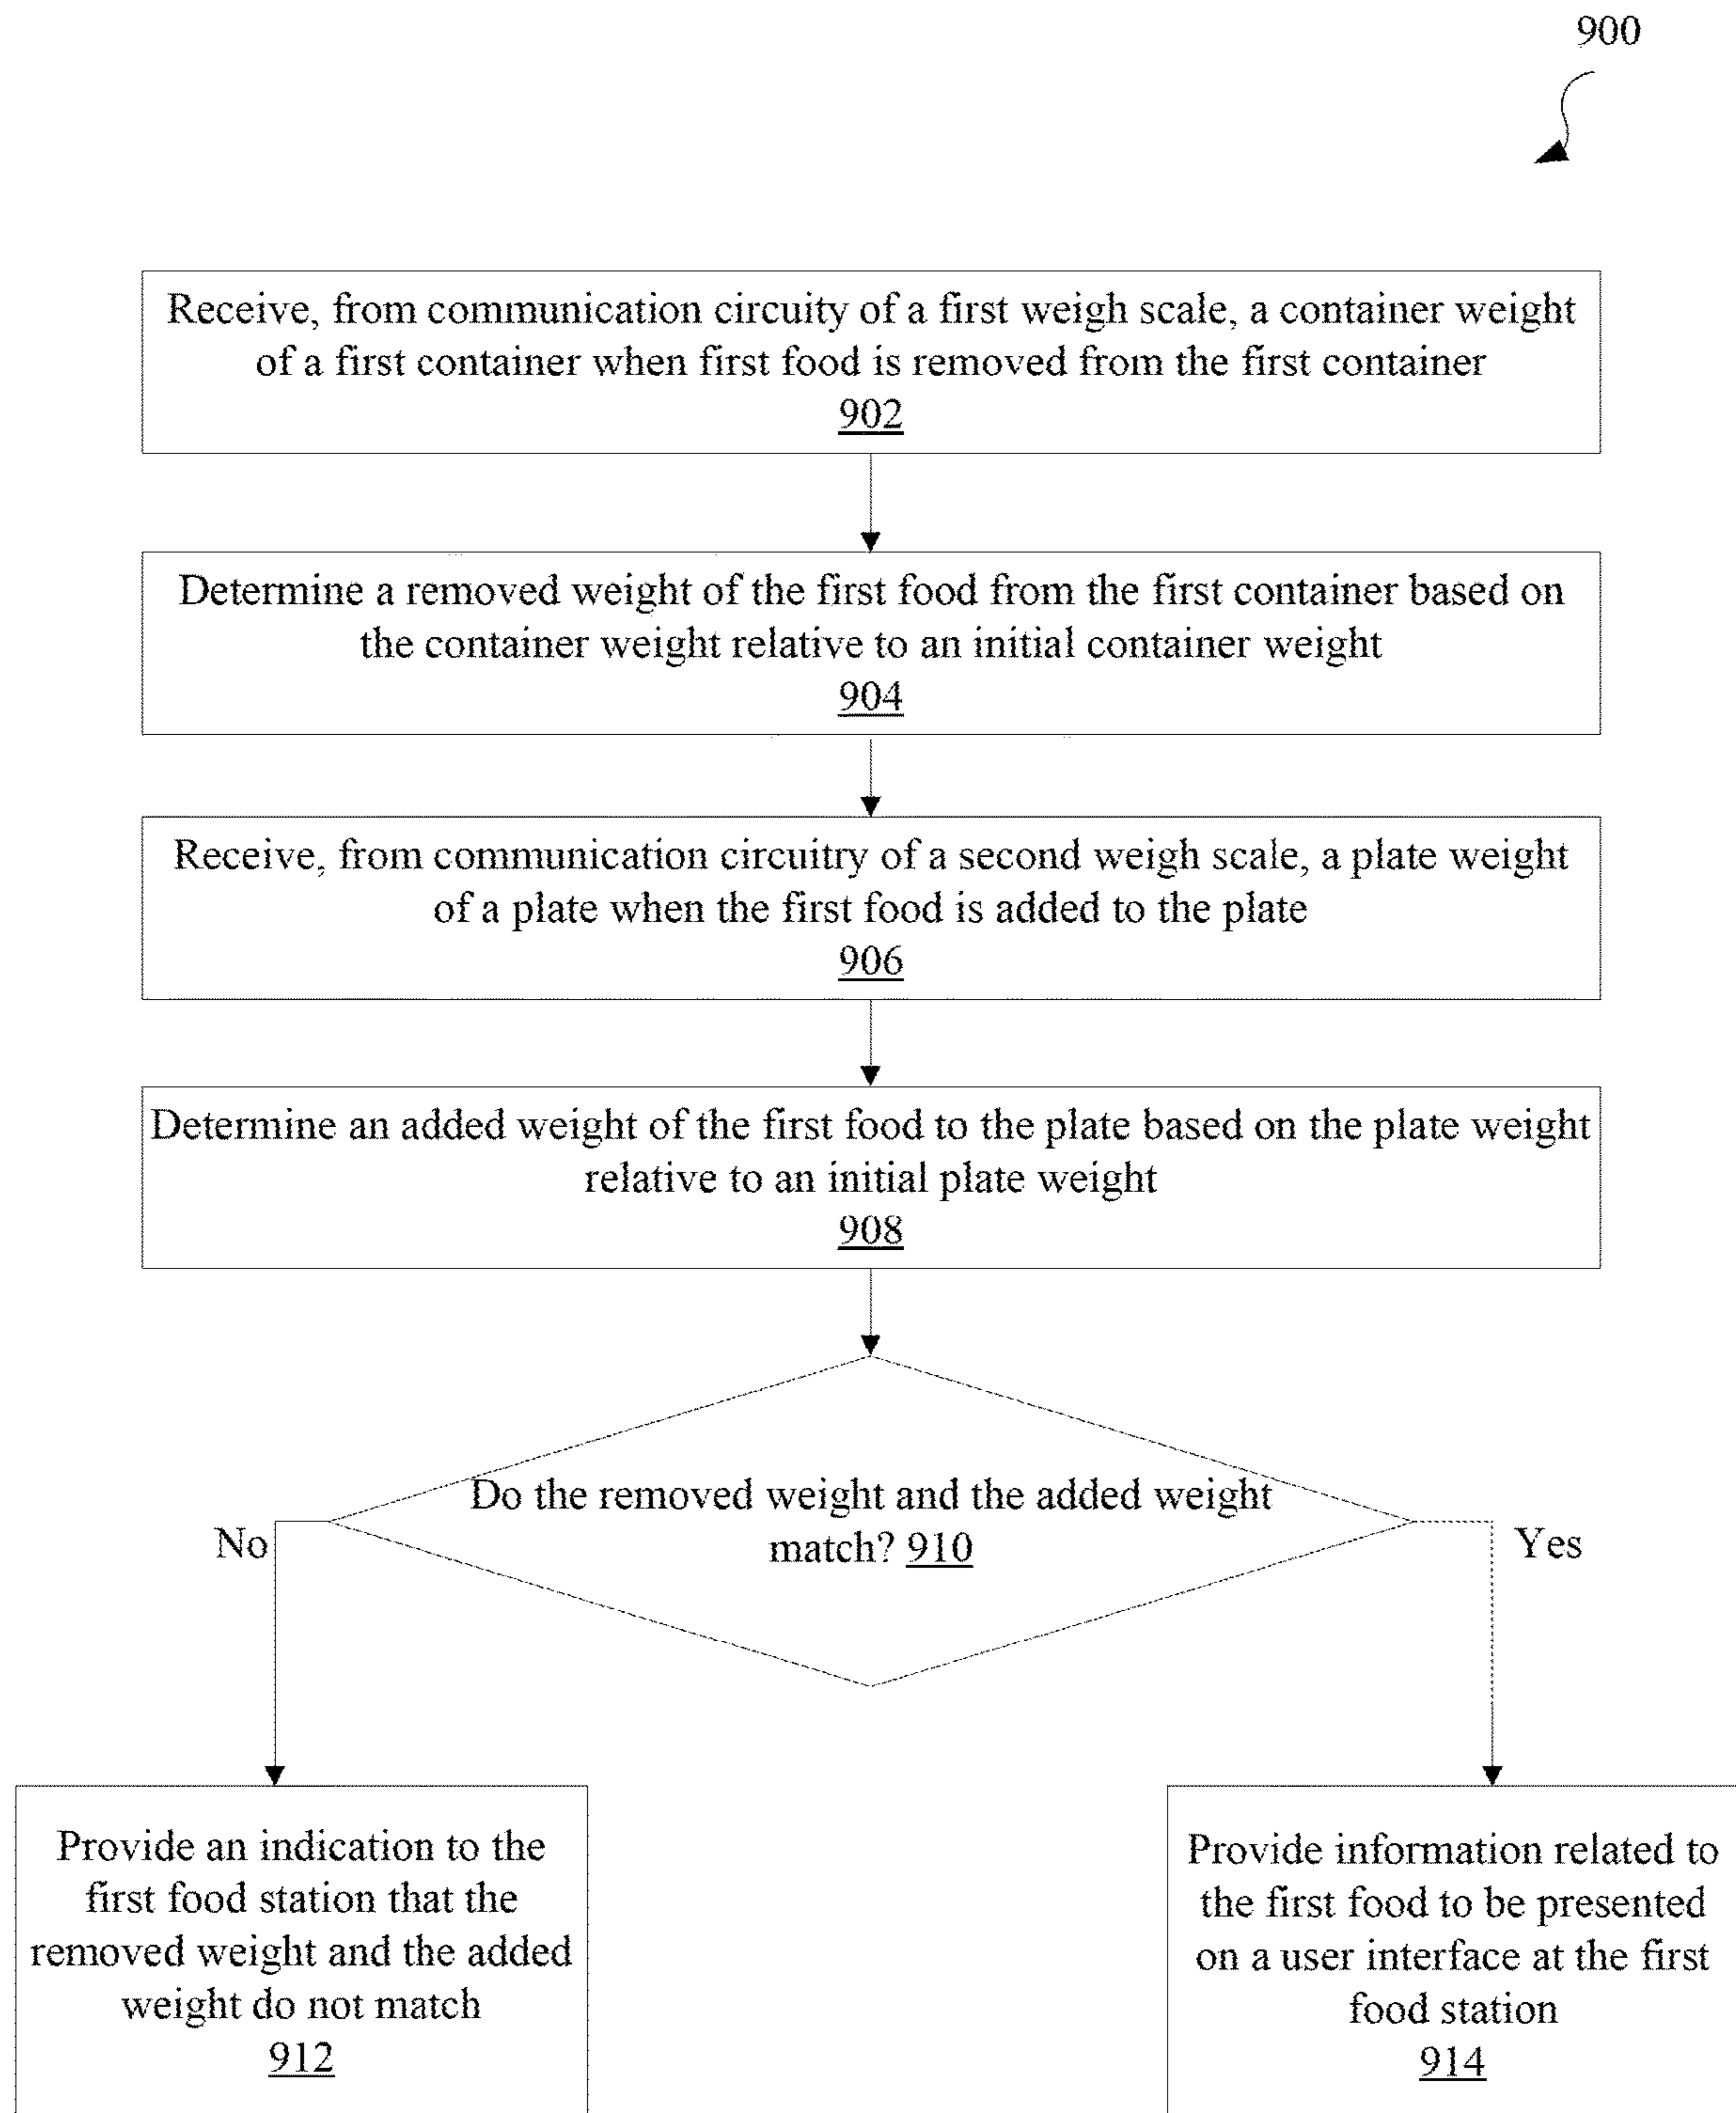 900
Receive, from communication circuity of a first weigh scale, a container weight
of a first container when first food is removed from the first container
902
Determine a removed weight of the first food from the first container based on
the container weight relative to an initial container weight
904
Receive, from communication circuitry of a second weigh scale, a plate weight
of a plate when the first food is added to the plate
906
Determine an added weight of the first food to the plate based on the plate weight
relative to an initial plate weight
908
Do the removed weight and the added weight
match? 910
No
Yes
Provide an indication to the
first food station that the
removed weight and the added
weight do not match
912
Provide information related to
the first food to be presented
on a user interface at the first
food station
914